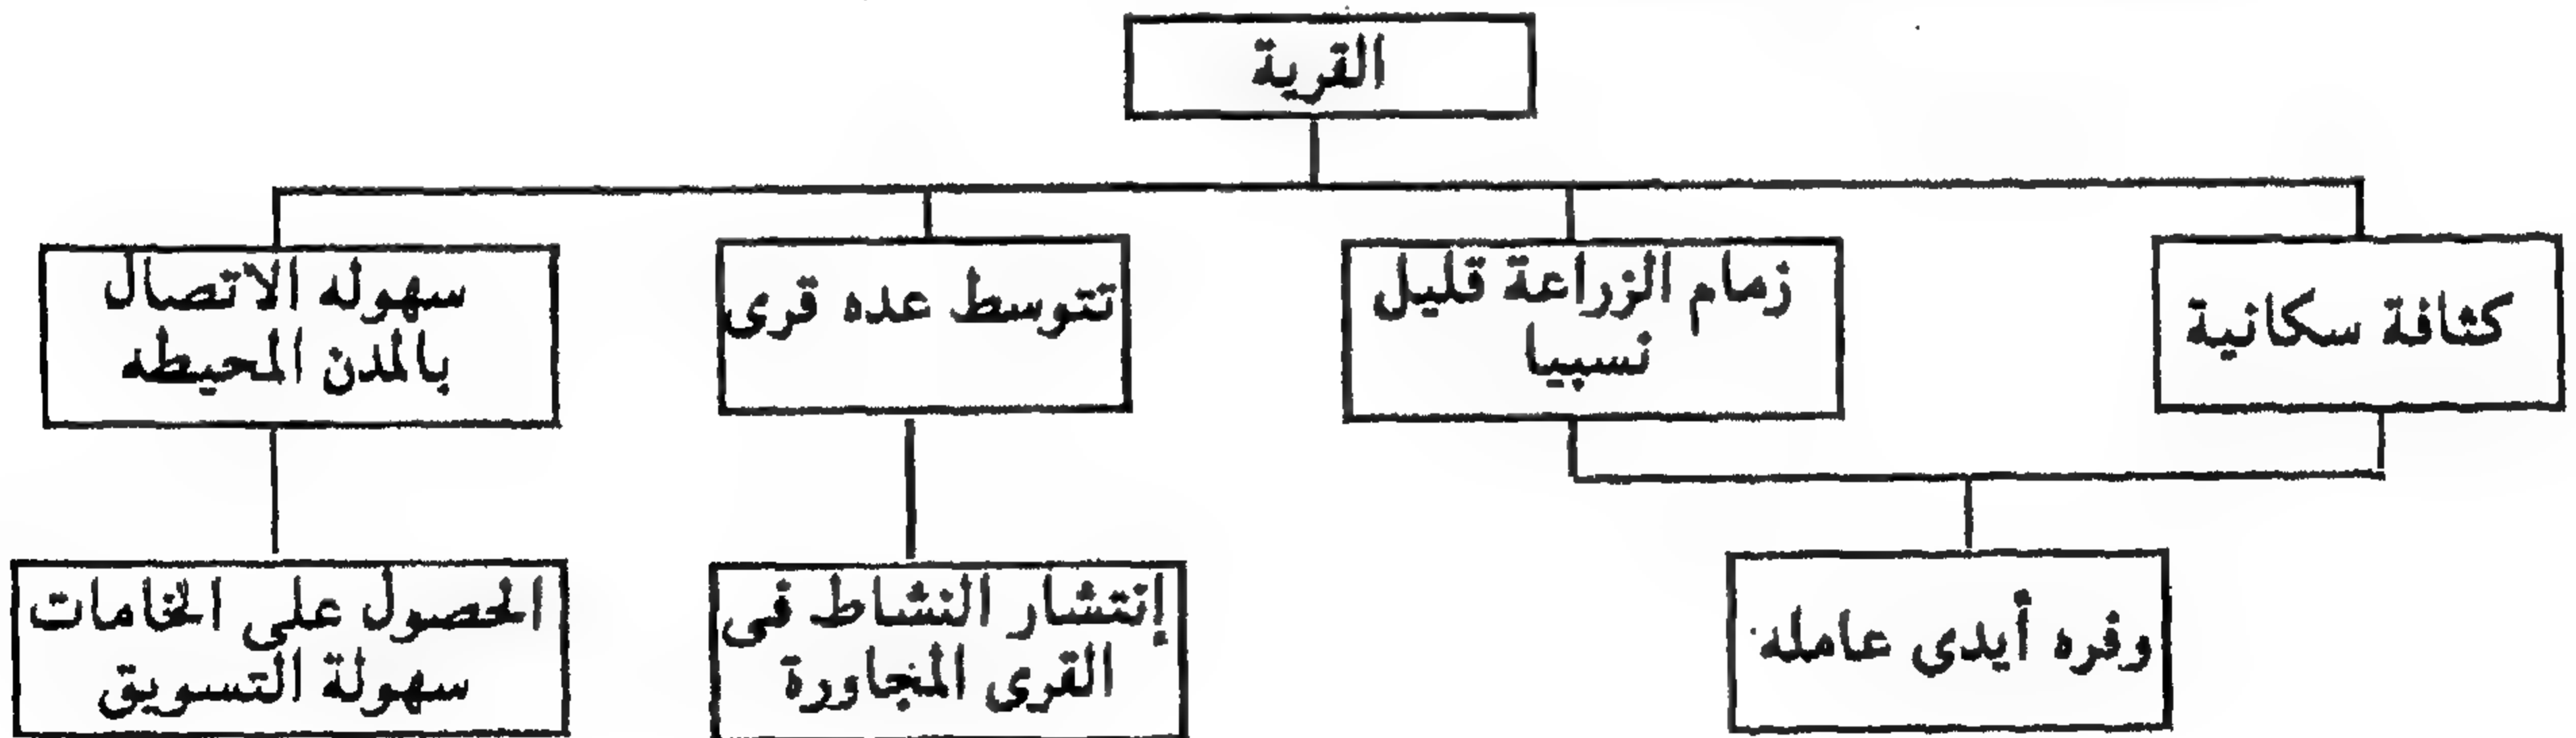 القرية
كثافة سكانية
زمام الزراعة قليل
نسبيا
تتوسط عده قرى
سهوله الاتصال
بالمدن المحيطه
وفره أيدى عامله
إنتشار النشاط فى
القرى المجاورة
الحصول على الخامات
سهولة التسويق